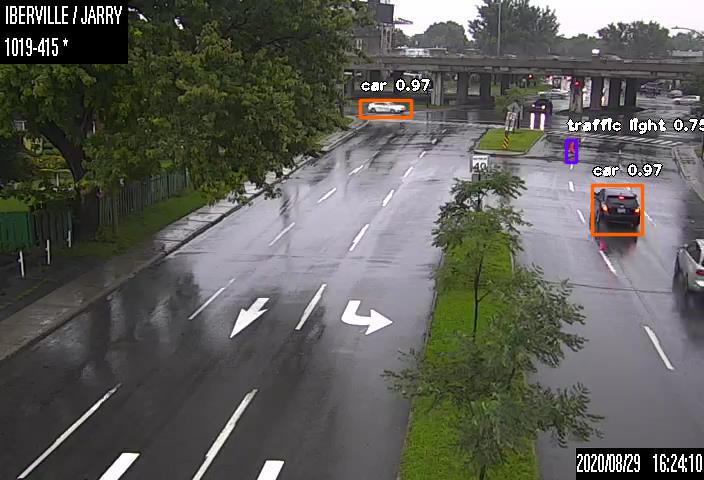 IBERVILLE / JARRY
1019-415 *
car 0.97
traffic light 0.75
car 0.97
40
2020/08/29 16:24:10